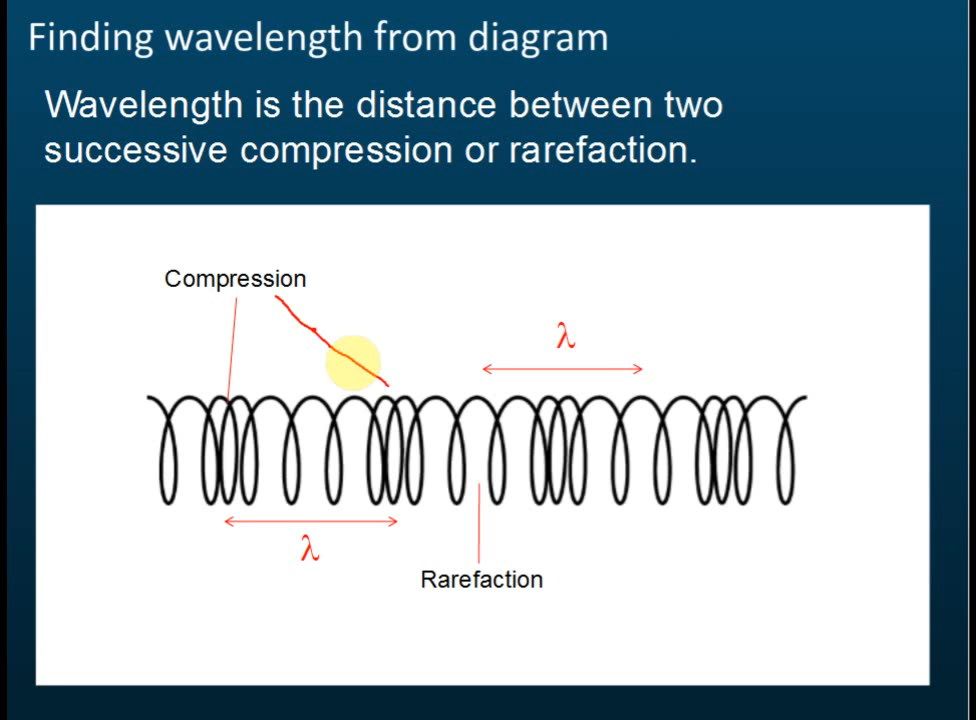 Finding wavelength from diagram
Wavelength is the distance between two
successive compression or rarefaction.
Compression
λ
λ
Rarefaction